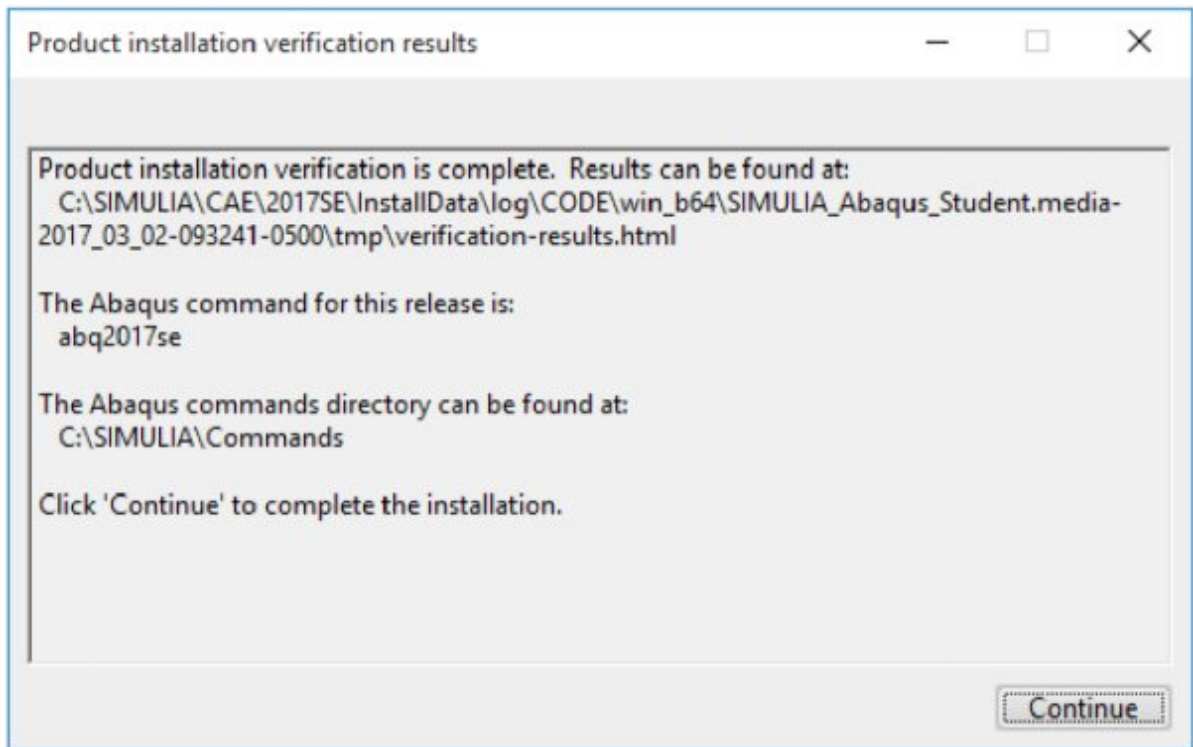 Product installation verification results
Product installation verification is complete.  Results can be found at:
C:\SIMULIA\CAE\2017SE\InstallData\log\CODE\win_b64\SIMULIA_Abaqus_Student.media-
2017_03_02-093241-0500\tmp\verification-results.html
The Abaqus command for this release is:
abq2017se
The Abaqus commands directory can be found at:
C:\SIMULIA\Commands
Click 'Continue' to complete the installation.
Continue